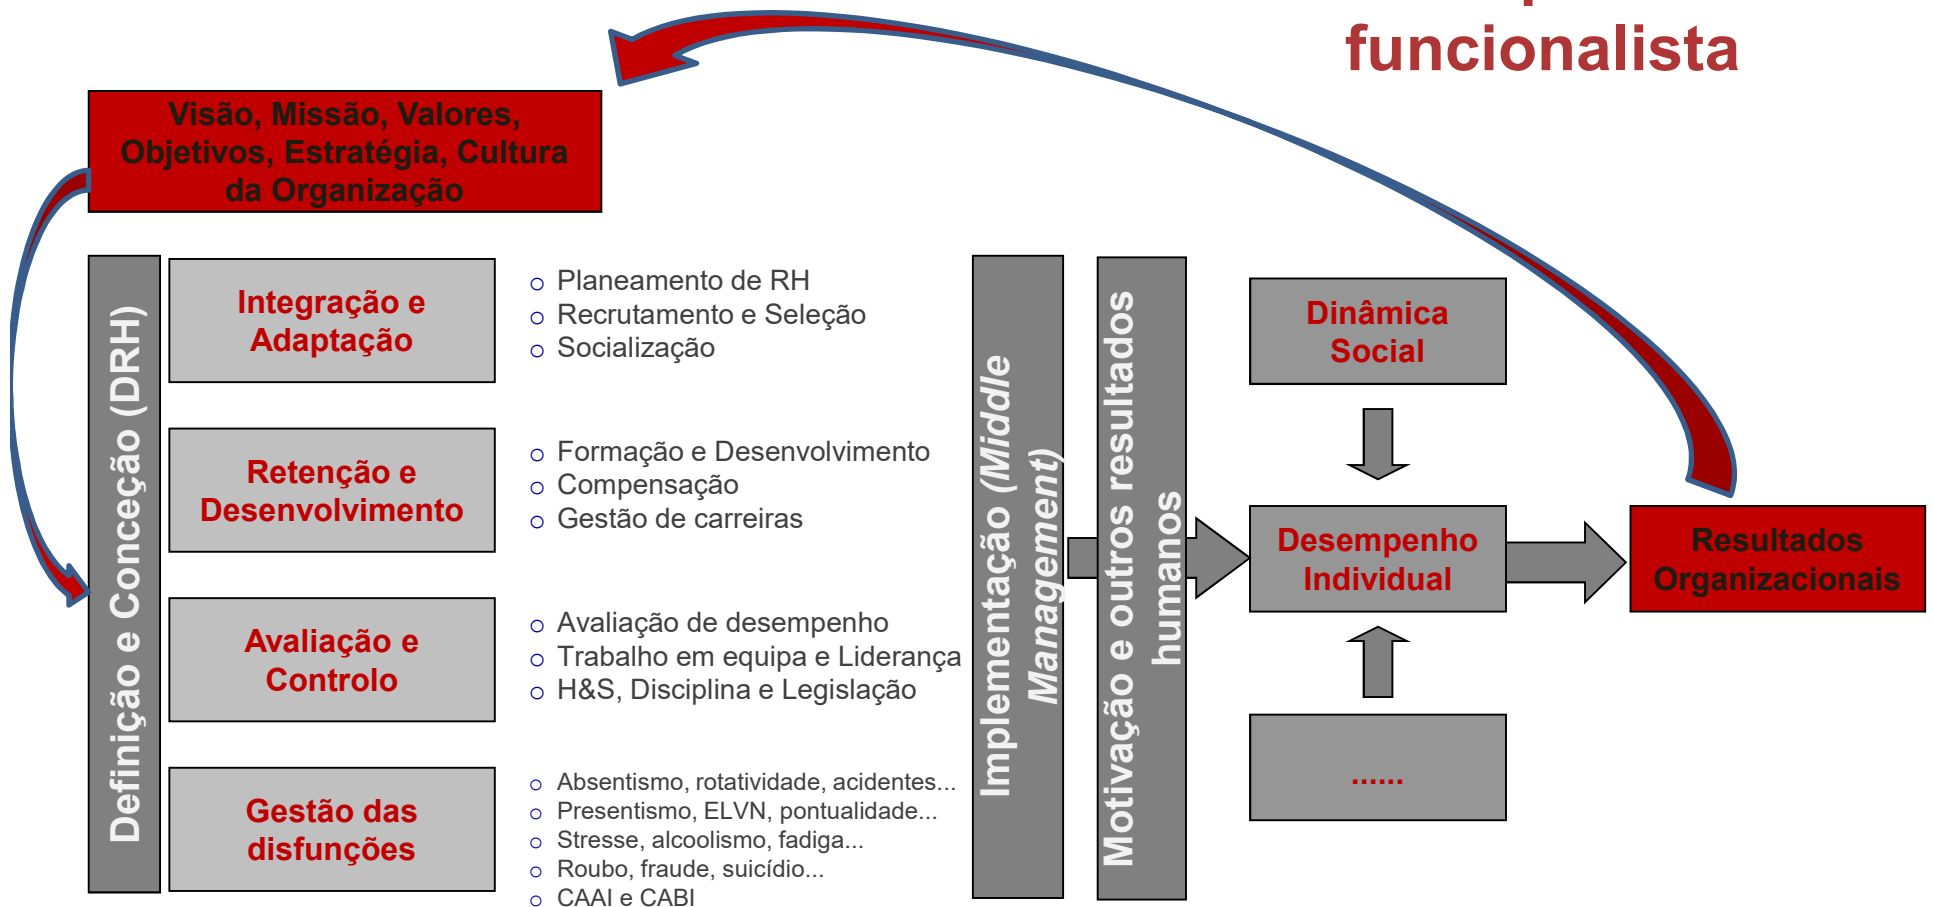 funcionalista
Visão, Missão, Valores,
Objetivos, Estratégia, Cultura
da Organização
Definição e Conceção (DRH)
Integração e
Adaptação
o Planeamento de RH
o Recrutamento e Seleção
o Socialização
Retenção e
Desenvolvimento
o Formação e Desenvolvimento
o Compensação
o Gestão de carreiras
Avaliação e
Controlo
o Avaliação de desempenho
o Trabalho em equipa e Liderança
o H&S, Disciplina e Legislação
Gestão das
disfunções
o Absentismo, rotatividade, acidentes...
o Presentismo, ELVN, pontualidade...
o Stresse, alcoolismo, fadiga...
o Roubo, fraude, suicídio...
o CAAI e CABI
Implementação (Middle
Management)
Motivação e outros resultados
humanos
Dinâmica
Social
Desempenho
Individual
......
Resultados
Organizacionais